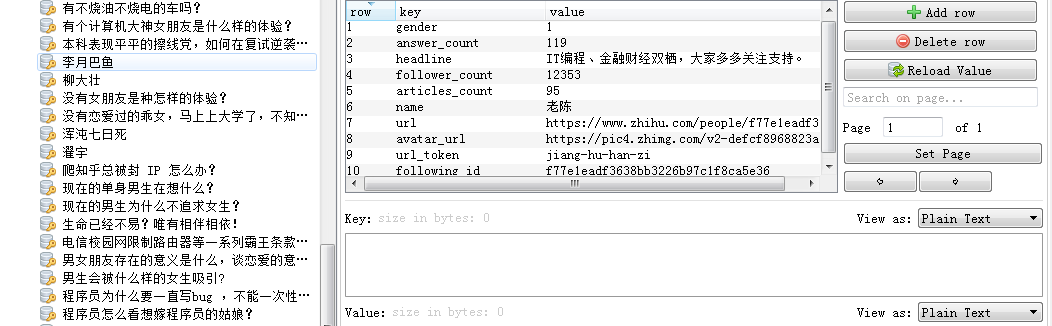 有不烧油不烧电的车吗？
有个计算机大神女朋友是什么样的体验？
本科表现平平的擦线党，如何在复试逆袭…
李月巴鱼
柳大壮
没有女朋友是种怎样的体验？
没有恋爱过的乖女，马上上大学了，不知…
浑沌七日死
濯宇
爬知乎总被封 IP 怎么办？
现在的单身男生在想什么？
现在的男生为什么不追求女生？
生命已经不易？唯有相伴相依！
电信校园网限制路由器等一系列霸王条款…
男女朋友存在的意义是什么，谈恋爱的意…
男生会被什么样的女生吸引？
程序员为什么要一直写bug ，不能一次性…
程序员怎么看想嫁程序员的姑娘？
row key value
1 gender 1
2 answer_count 119
3 headline IT编程、金融财经双栖，大家多多关注支持。
4 follower_count 12353
5 articles_count 95
6 name 老陈
7 url https://www.zhihu.com/people/f77e1eadf3
8 avatar_url https://pic4.zhimg.com/v2-defcf8968823a
9 url_token jiang-hu-han-zi
10 following_id f77e1eadf3638bb3226b97c1f8ca5e36
Add row
Delete row
Reload Value
Search on page...
Page 1 of 1
Set Page
Key: size in bytes: 0 View as: Plain Text
Value: size in bytes: 0 View as: Plain Text